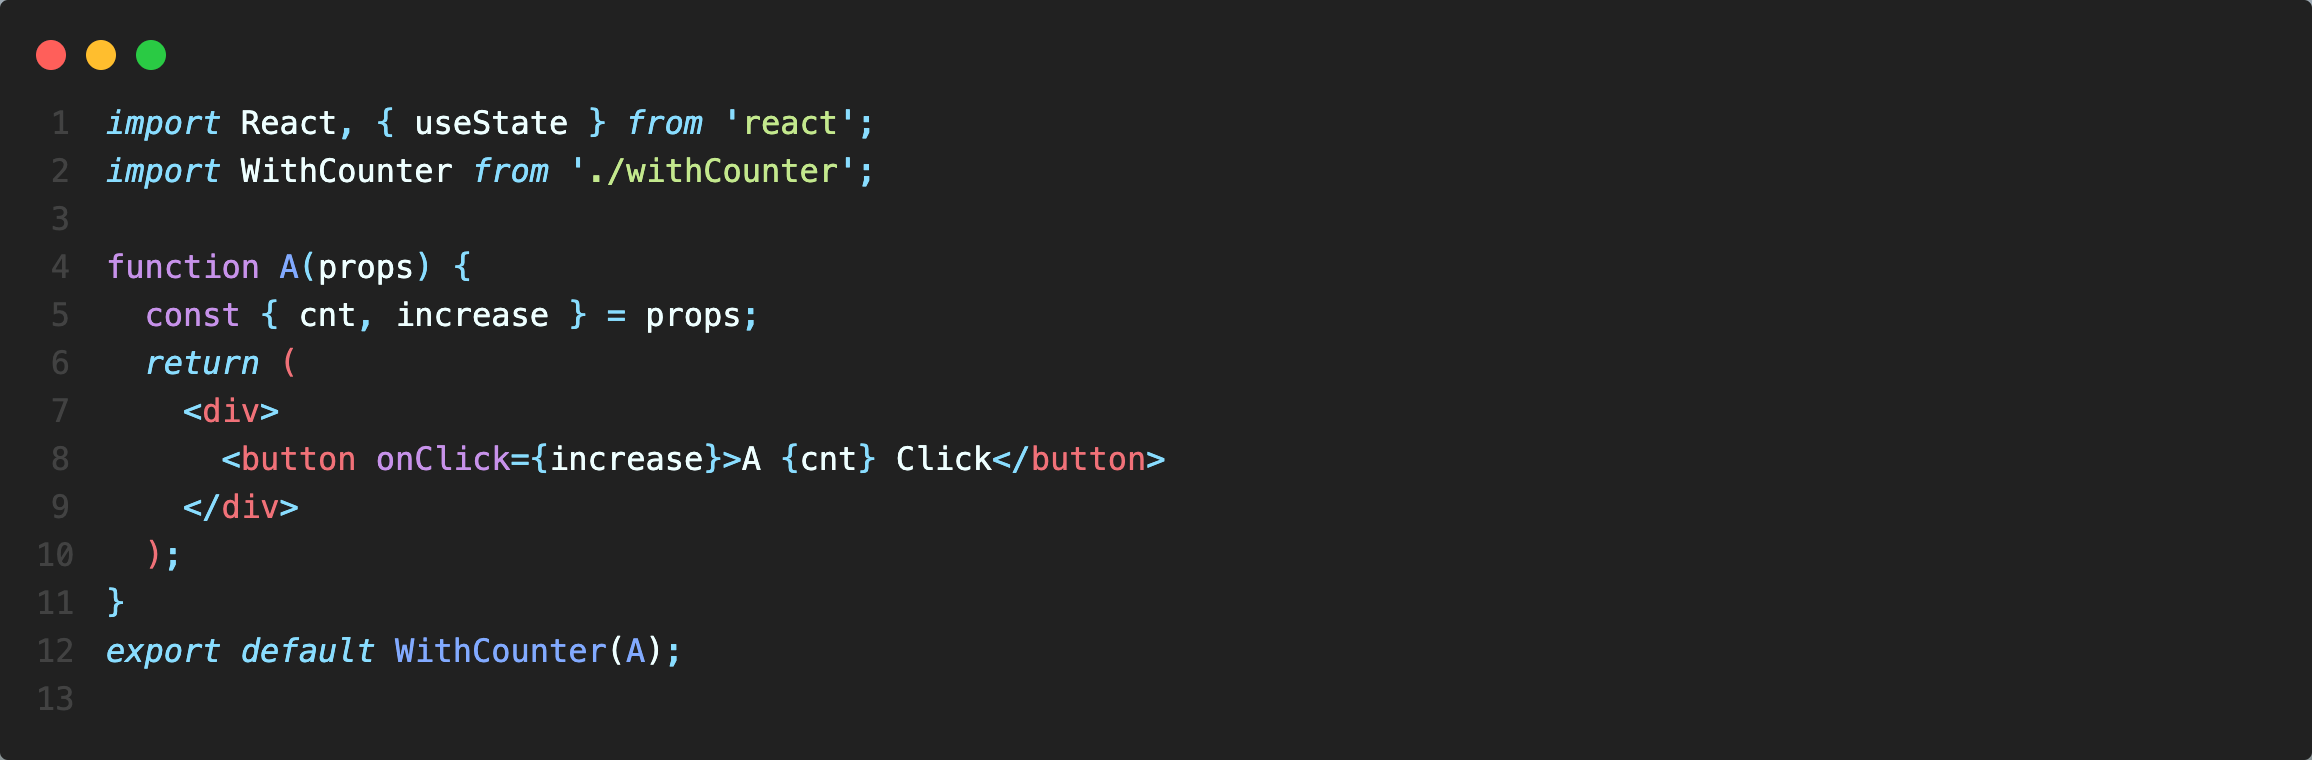 1 import React, { useState } from 'react';
2 import WithCounter from './withCounter';
3
4 function A(props) {
5   const { cnt, increase } = props;
6   return (
7     <div>
8       <button onClick={increase}>A {cnt} Click</button>
9     </div>
10   );
11 }
12 export default WithCounter(A);
13